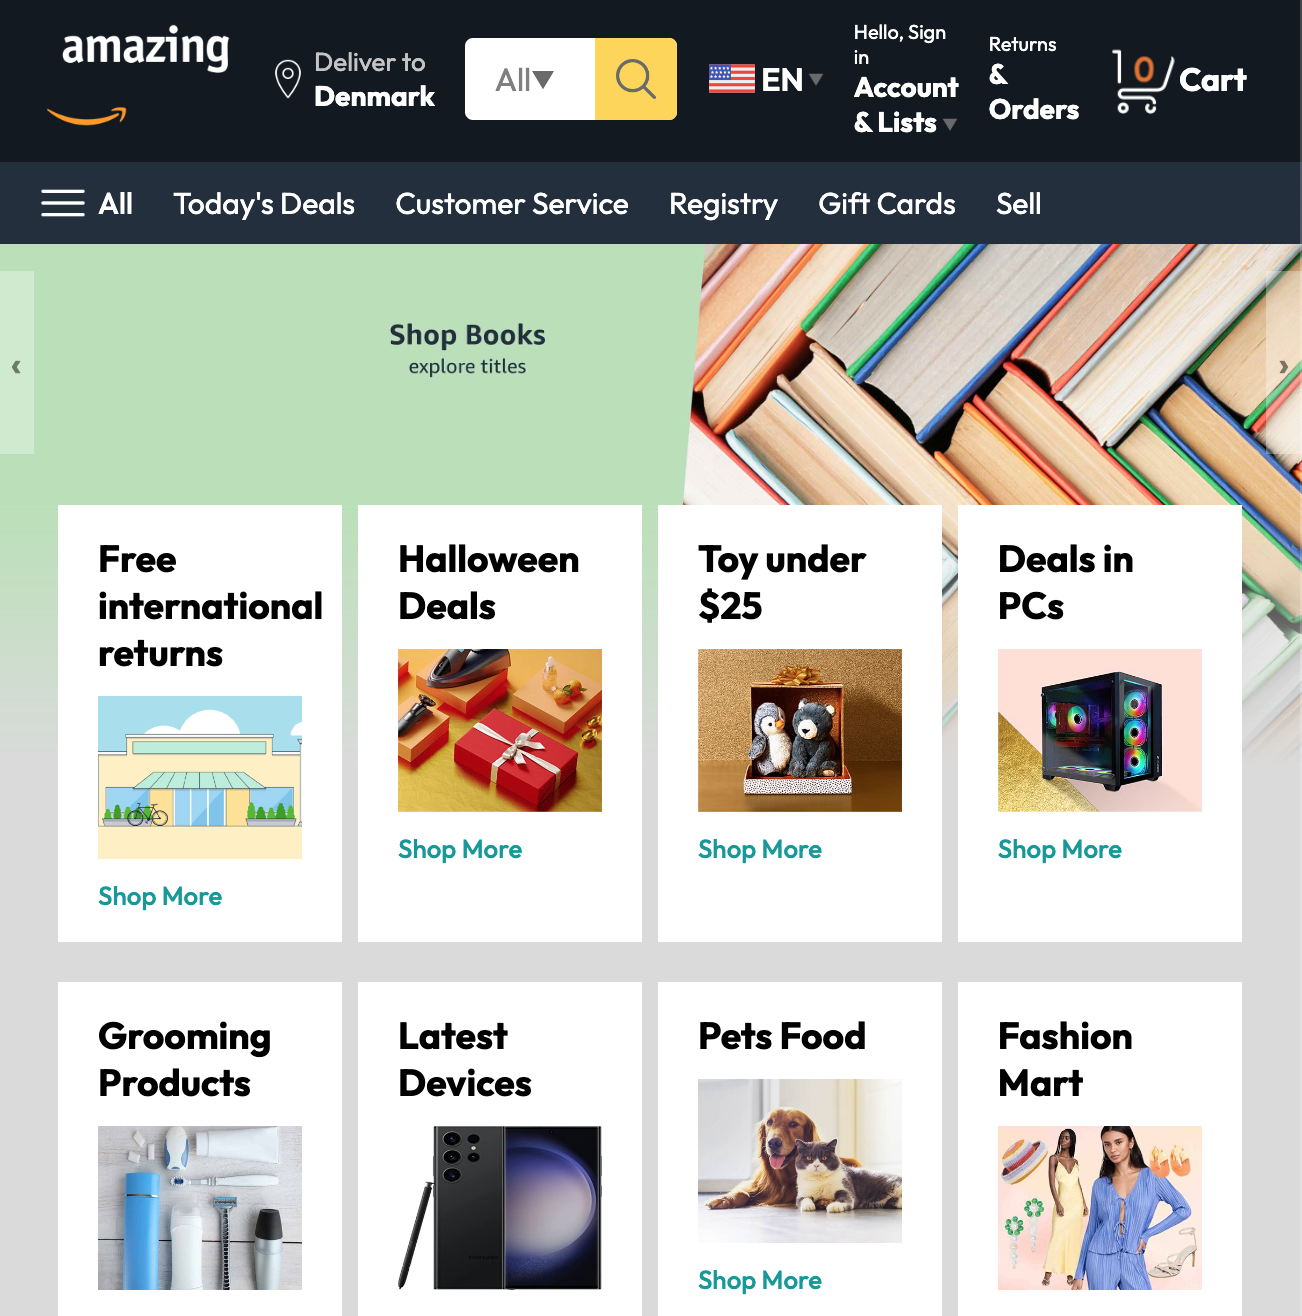 amazing
Deliver to
Denmark
All▼
EN ▼
Hello, Sign
in
Account
& Lists ▼
Returns
&
Orders
0
Cart
All
Today's Deals
Customer Service
Registry
Gift Cards
Sell
Shop Books
explore titles
‹
›
Free
international
returns
Shop More
Halloween
Deals
Shop More
Toy under
$25
Shop More
Deals in
PCs
Shop More
Grooming
Products
Latest
Devices
Pets Food
Shop More
Fashion
Mart